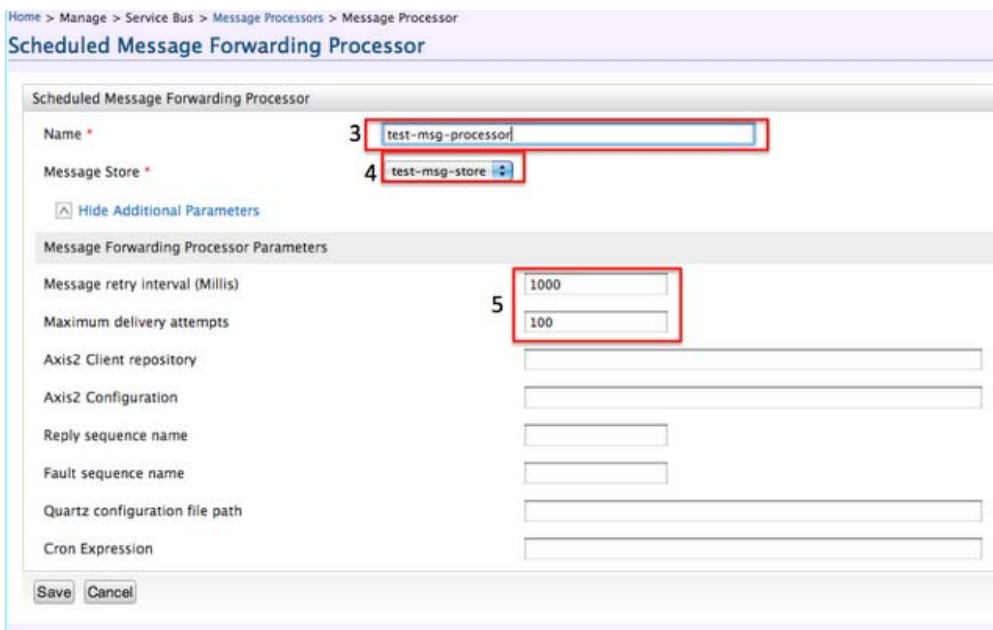 Home > Manage > Service Bus > Message Processors > Message Processor
Scheduled Message Forwarding Processor
Scheduled Message Forwarding Processor
Name * 3 test-msg-processor
Message Store * 4 test-msg-store
Hide Additional Parameters
Message Forwarding Processor Parameters
Message retry interval (Millis) 1000
5
Maximum delivery attempts 100
Axis2 Client repository
Axis2 Configuration
Reply sequence name
Fault sequence name
Quartz configuration file path
Cron Expression
Save Cancel